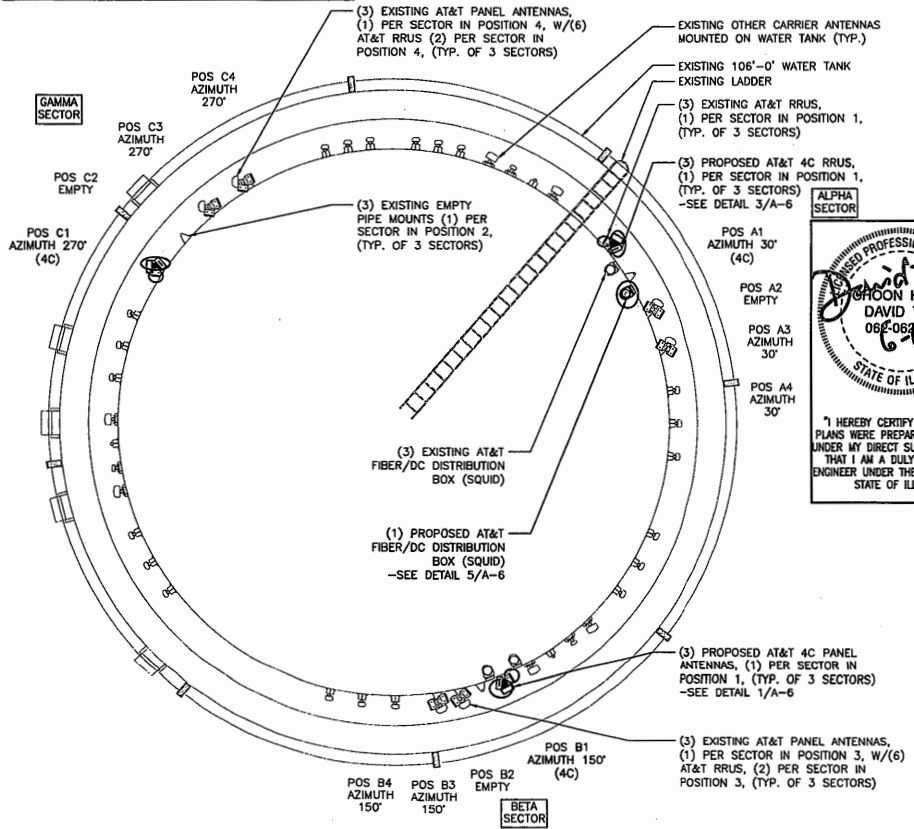 (3) EXISTING AT&T PANEL ANTENNAS,
(1) PER SECTOR IN POSITION 4, W/(6)
AT&T RRUS (2) PER SECTOR IN
POSITION 4, (TYP. OF 3 SECTORS)
EXISTING OTHER CARRIER ANTENNAS
MOUNTED ON WATER TANK (TYP.)
EXISTING 106'-0' WATER TANK
EXISTING LADDER
(3) EXISTING AT&T RRUS,
(1) PER SECTOR IN POSITION 1,
(TYP. OF 3 SECTORS)
(3) PROPOSED AT&T 4C RRUS,
(1) PER SECTOR IN POSITION 1,
(TYP. OF 3 SECTORS)
-SEE DETAIL 3/A-6
GAMMA
SECTOR
POS C4
AZIMUTH
270°
POS C3
AZIMUTH
270°
POS C2
EMPTY
POS C1
AZIMUTH 270°
(4C)
(3) EXISTING EMPTY
PIPE MOUNTS (1) PER
SECTOR IN POSITION 2,
(TYP. OF 3 SECTORS)
ALPHA
SECTOR
POS A1
AZIMUTH 30°
(4C)
POS A2
EMPTY
POS A3
AZIMUTH
30°
POS A4
AZIMUTH
30°
PROFESSI
DAVID
STATE OF IL
"I HEREBY CERTIFY
PLANS WERE PREPAR
UNDER MY DIRECT SU
THAT I AM A DULY
ENGINEER UNDER THE
STATE OF ILL
(3) EXISTING AT&T
FIBER/DC DISTRIBUTION
BOX (SQUID)
(1) PROPOSED AT&T
FIBER/DC DISTRIBUTION
BOX (SQUID)
-SEE DETAIL 5/A-6
(3) PROPOSED AT&T 4C PANEL
ANTENNAS, (1) PER SECTOR IN
POSITION 1, (TYP. OF 3 SECTORS)
-SEE DETAIL 1/A-6
(3) EXISTING AT&T PANEL ANTENNAS,
(1) PER SECTOR IN POSITION 3, W/(6)
AT&T RRUS, (2) PER SECTOR IN
POSITION 3, (TYP. OF 3 SECTORS)
POS B4
AZIMUTH
150°
POS B3
AZIMUTH
150°
POS B2
EMPTY
POS B1
AZIMUTH 150°
(4C)
BETA
SECTOR